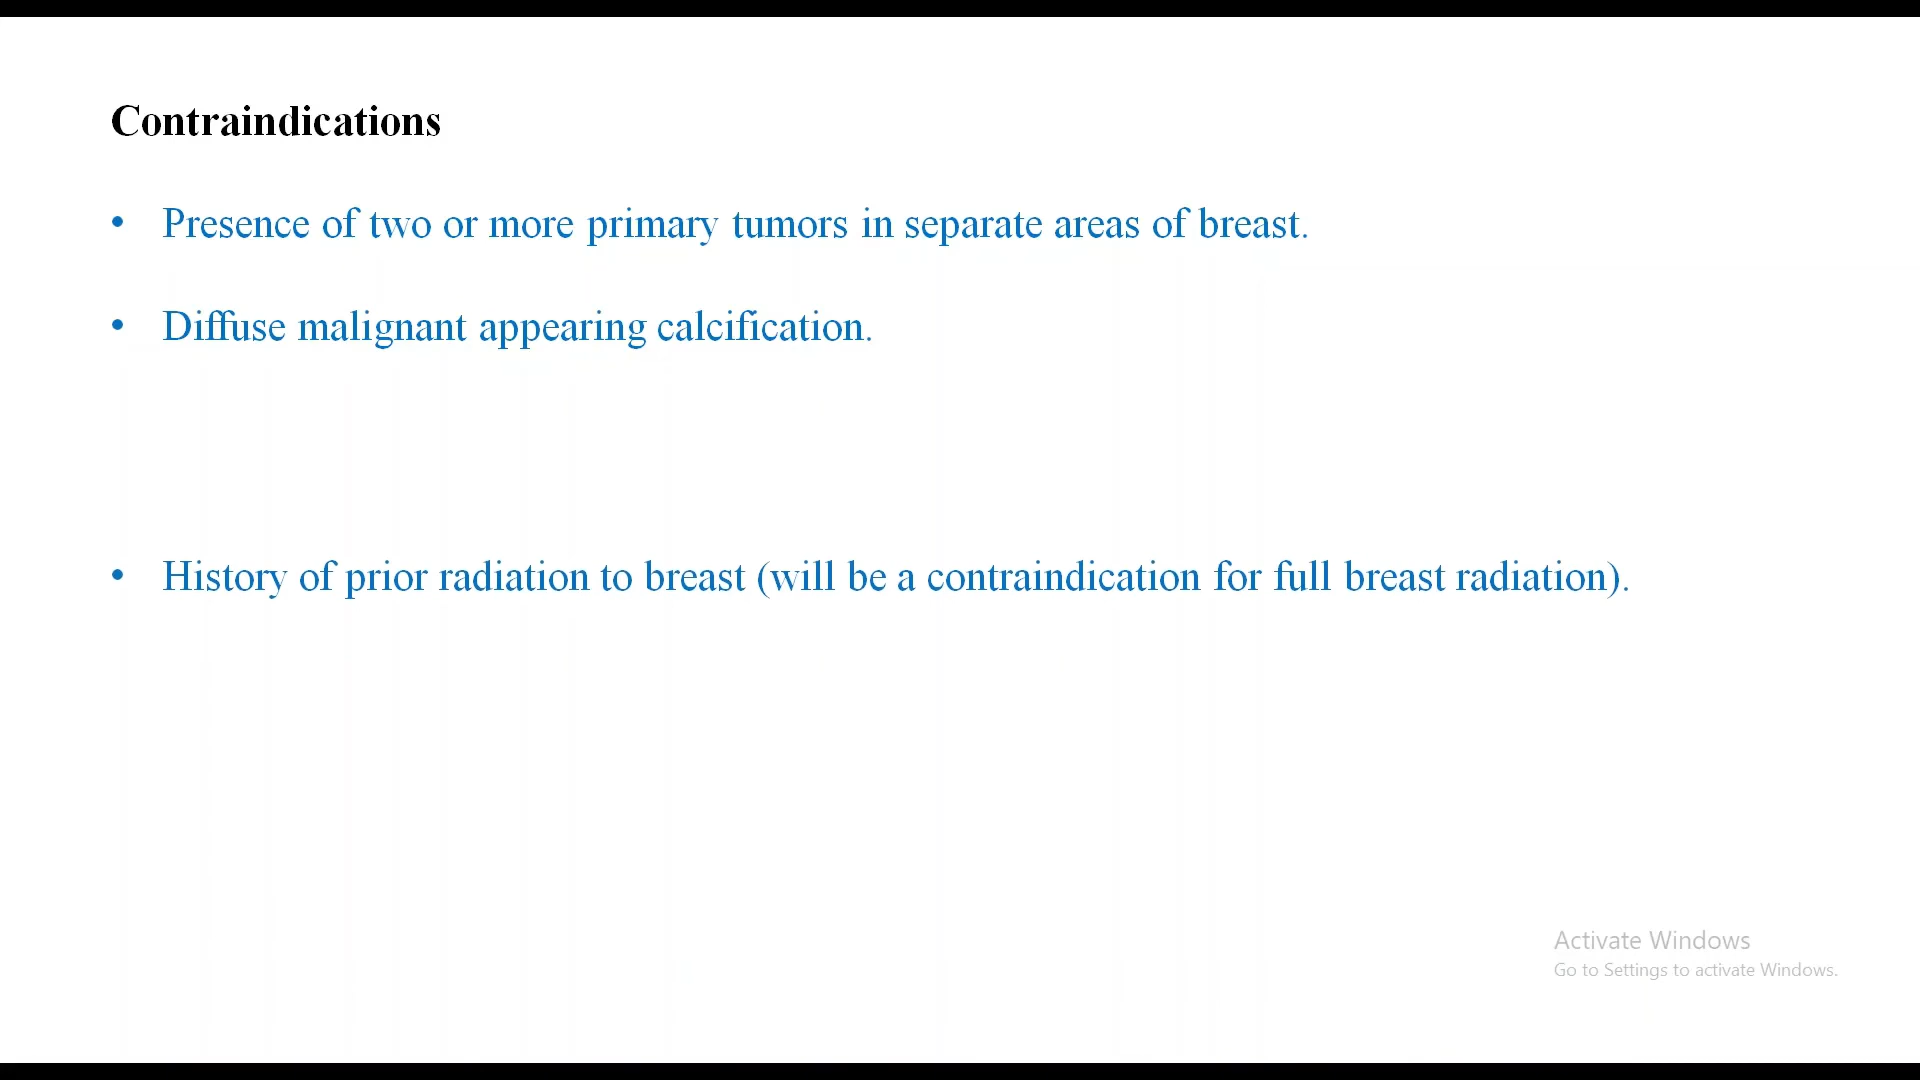 Contraindications
• Presence of two or more primary tumors in separate areas of breast.
• Diffuse malignant appearing calcification.
• History of prior radiation to breast (will be a contraindication for full breast radiation).
Activate Windows
Go to Settings to activate Windows.